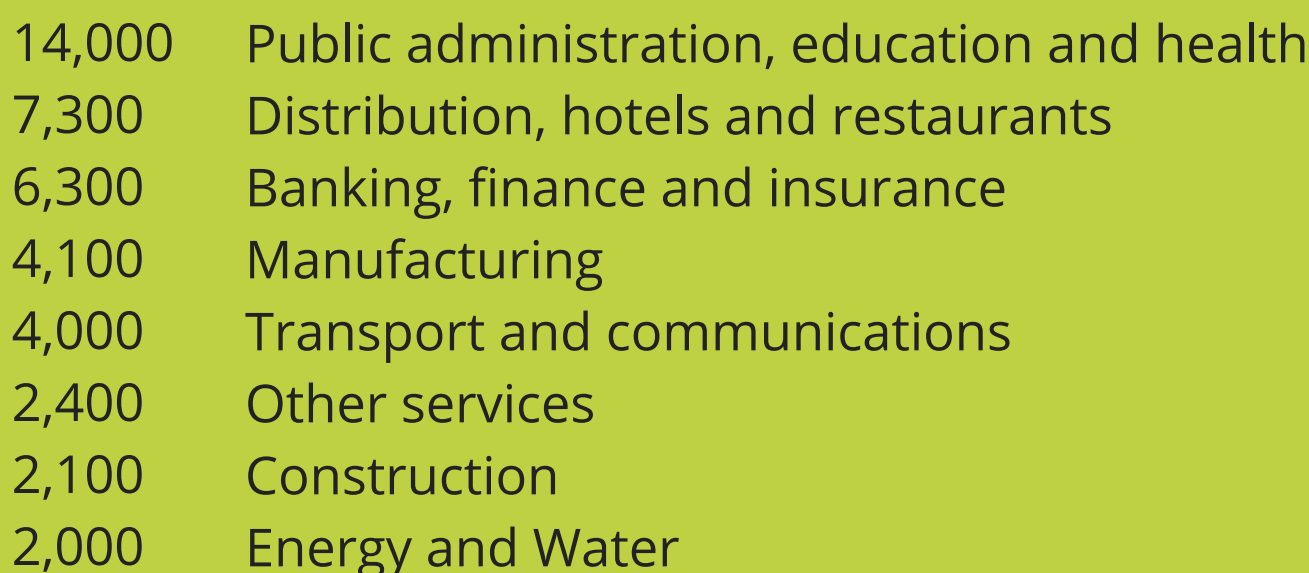 14,000 Public administration, education and health
7,300 Distribution, hotels and restaurants
6,300 Banking, finance and insurance
4,100 Manufacturing
4,000 Transport and communications
2,400 Other services
2,100 Construction
2,000 Energy and Water